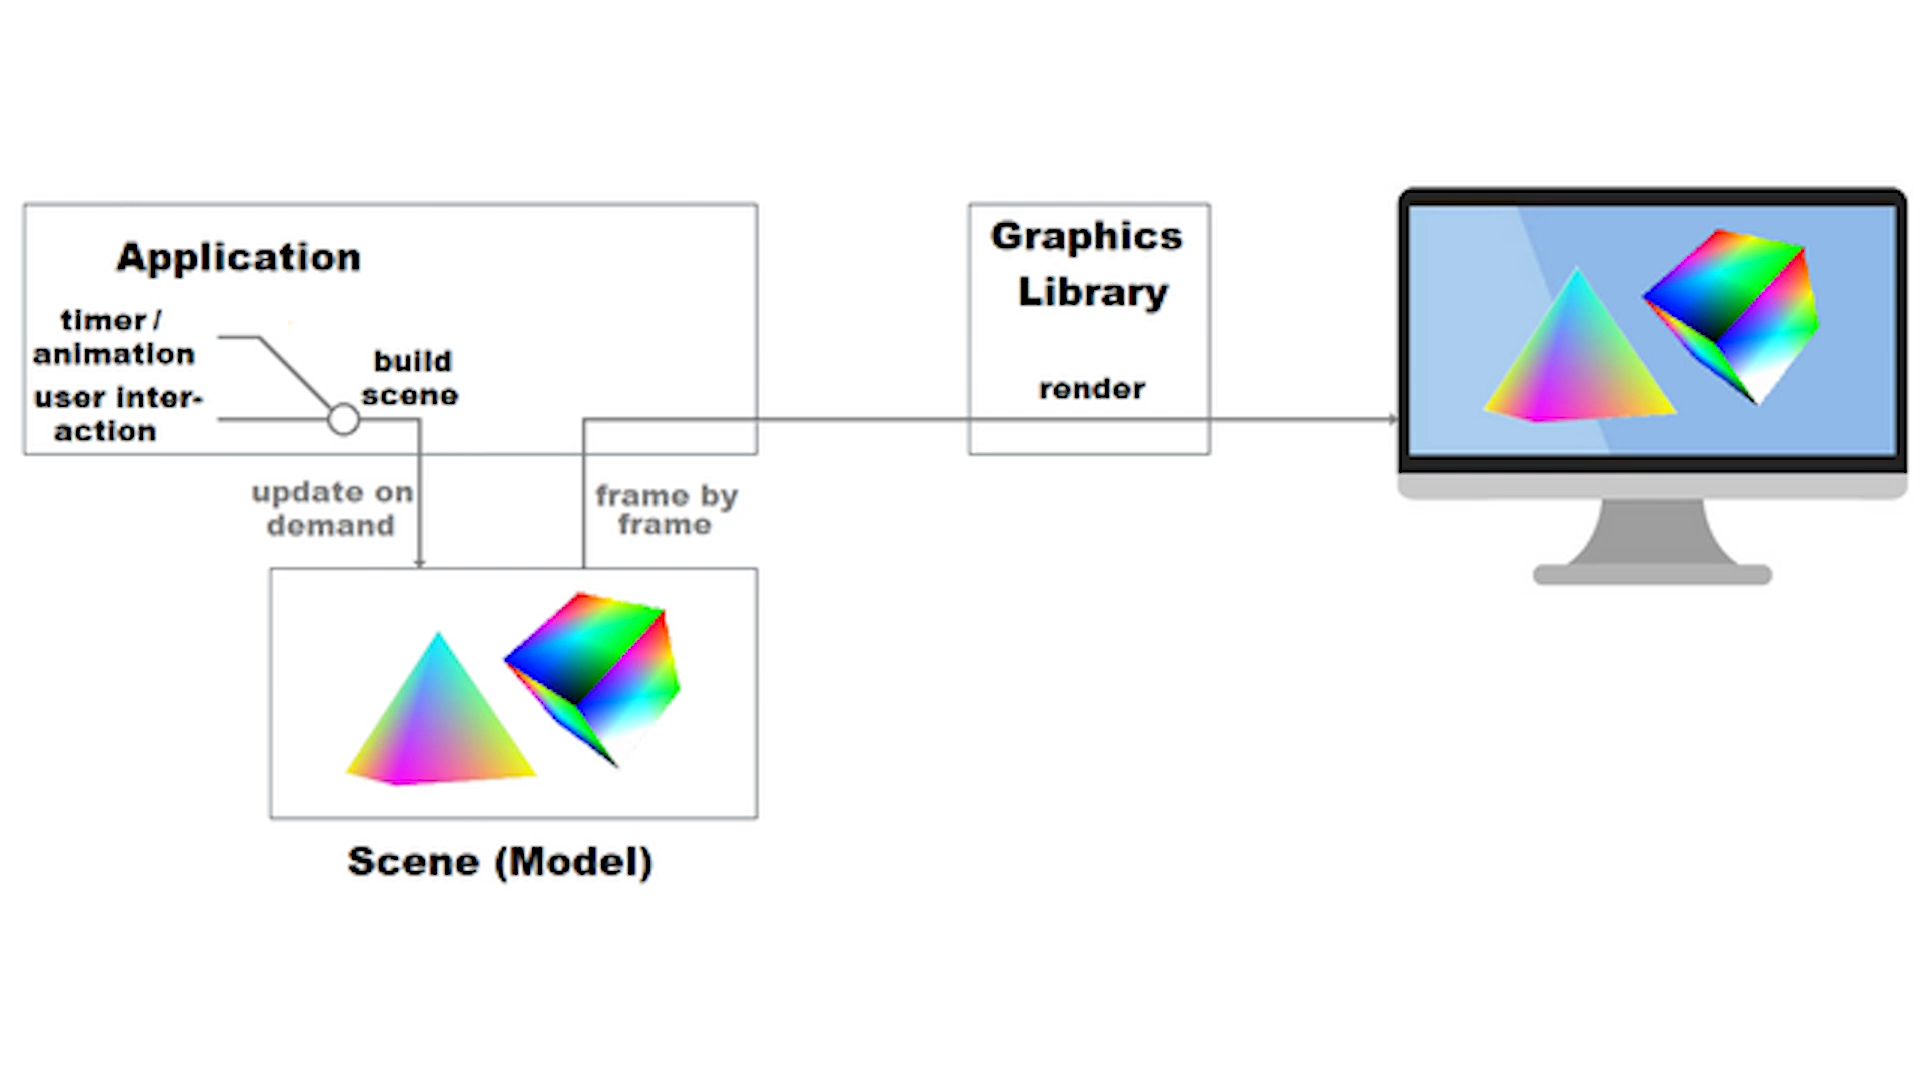 Application
timer /
animation
user inter-
action
build
scene
update on
demand
frame by
frame
Scene (Model)
Graphics
Library
render